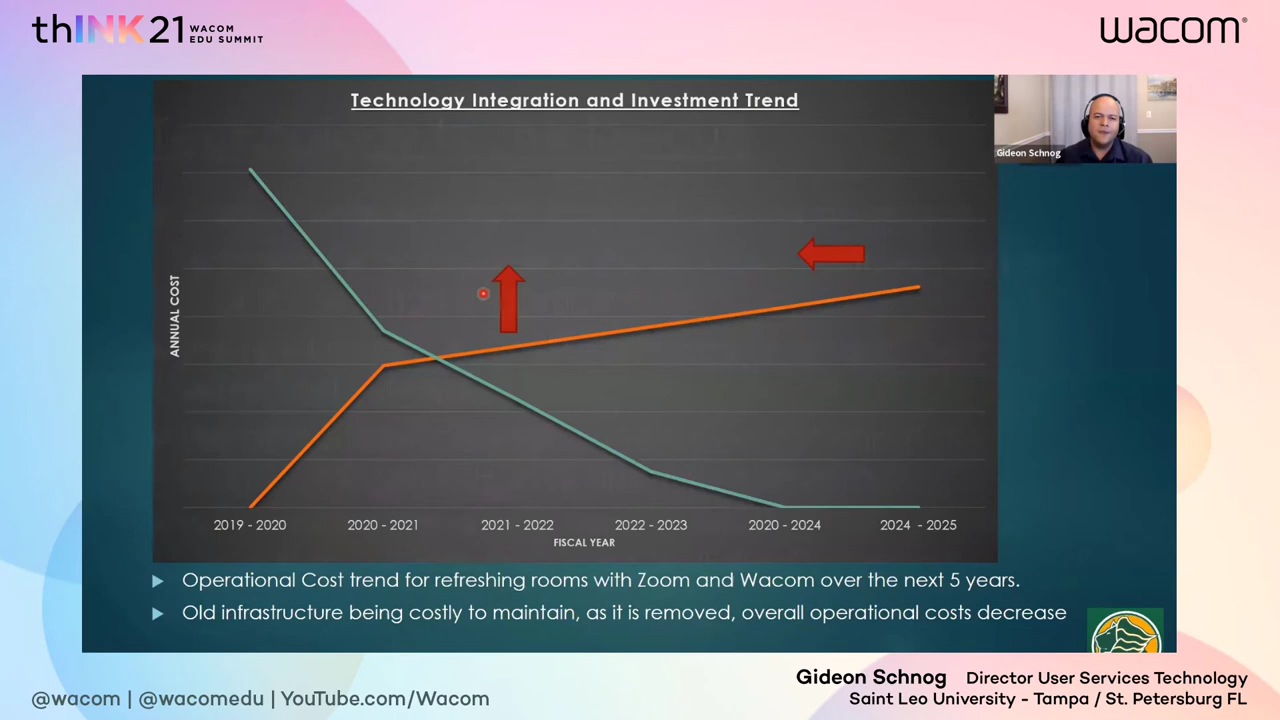 thINK21 WACOM EDU SUMMIT
wacom
Technology Integration and Investment Trend
Gideon Schnog
ANNUAL COST
2019 - 2020 2020 - 2021 2021 - 2022 2022 - 2023 2020 - 2024 2024 - 2025
FISCAL YEAR
Operational Cost trend for refreshing rooms with Zoom and Wacom over the next 5 years.
Old infrastructure being costly to maintain, as it is removed, overall operational costs decrease
Gideon Schnog Director User Services Technology
Saint Leo University - Tampa / St. Petersburg FL
@wacom | @wacomedu | YouTube.com/Wacom